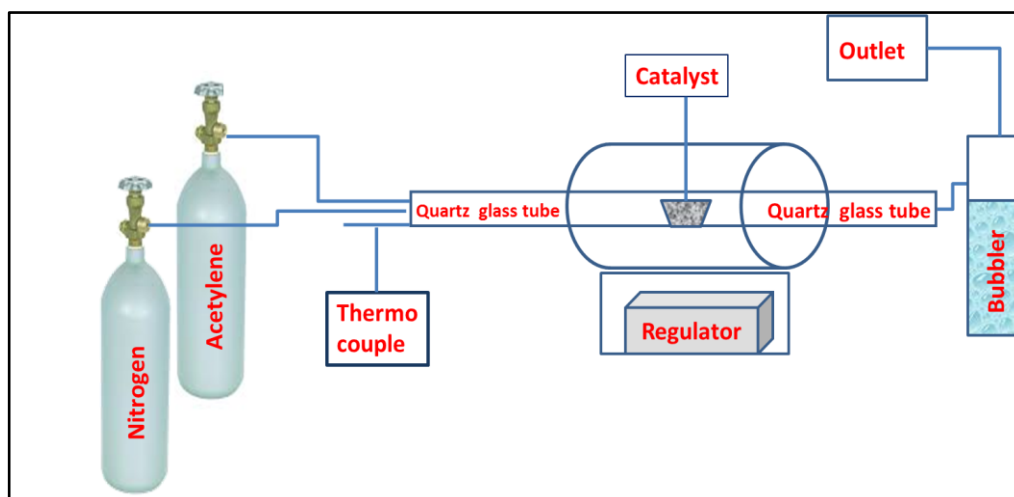 Outlet
Catalyst
Quartz glass tube
Quartz glass tube
Acetylene
Nitrogen
Thermo
couple
Regulator
Bubbler